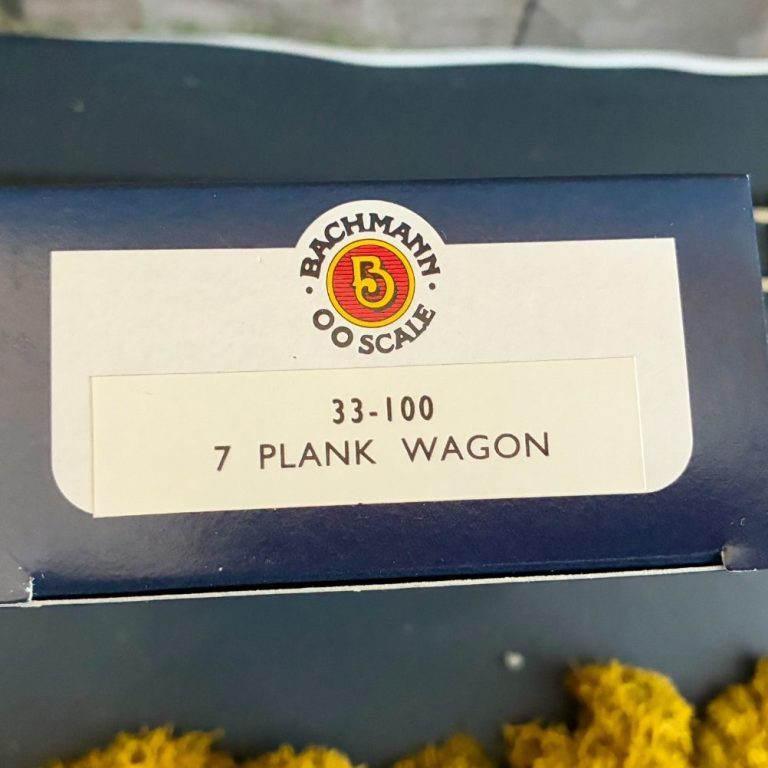 BACHMANN
B
OO SCALE
33-100
7 PLANK WAGON